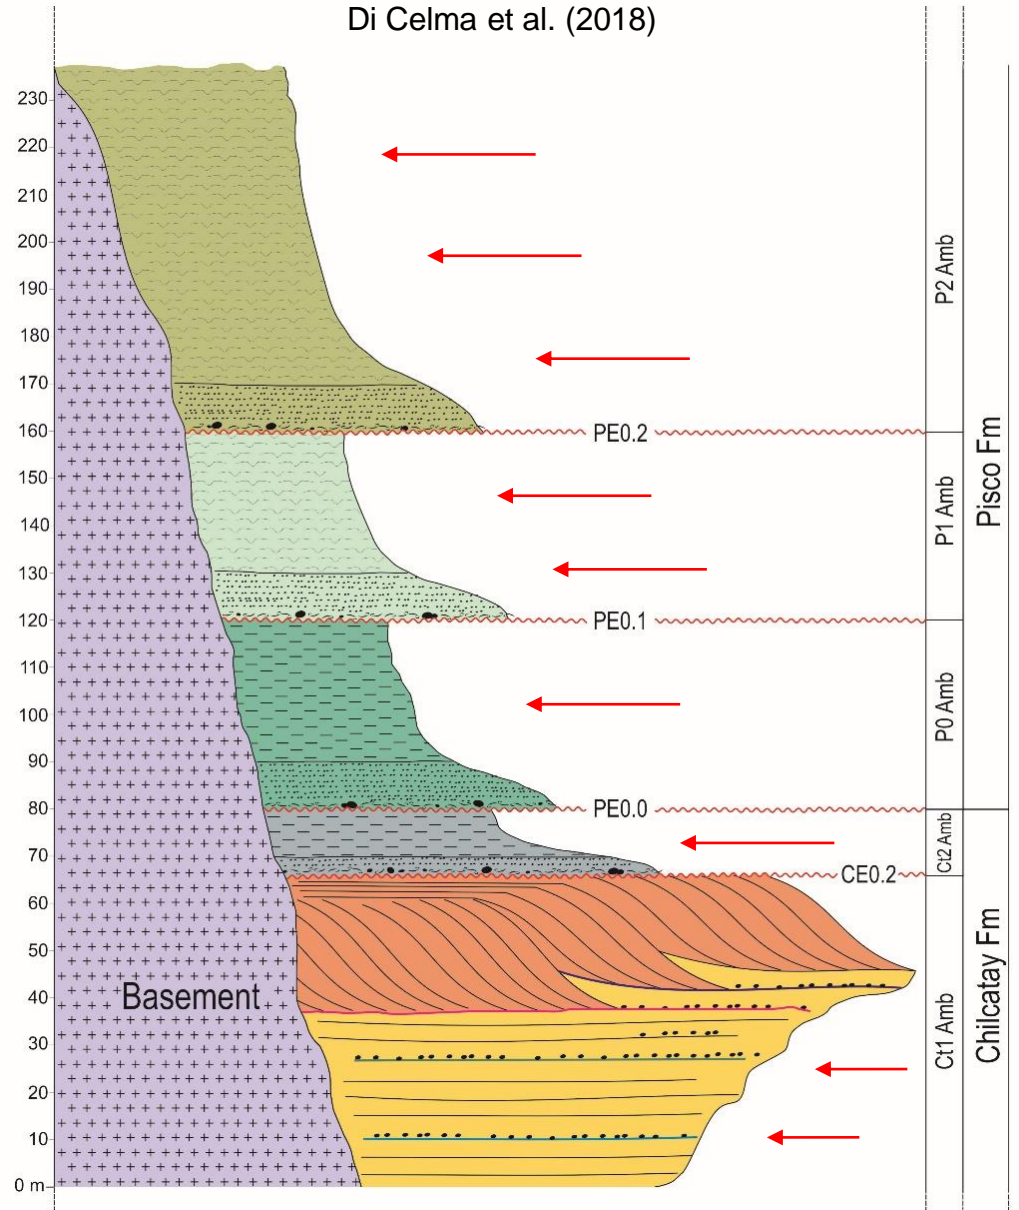 Di Celma et al. (2018)
230
220
210
200
190
180
170
160
150
140
130
120
110
100
90
80
70
60
50
40
30
20
10
0 m
PE0.2
PE0.1
PE0.0
CE0.2
Basement
P2 Amb
P1 Amb
P0 Amb
Ct2 Amb
Ct1 Amb
Pisco Fm
Chilcatay Fm